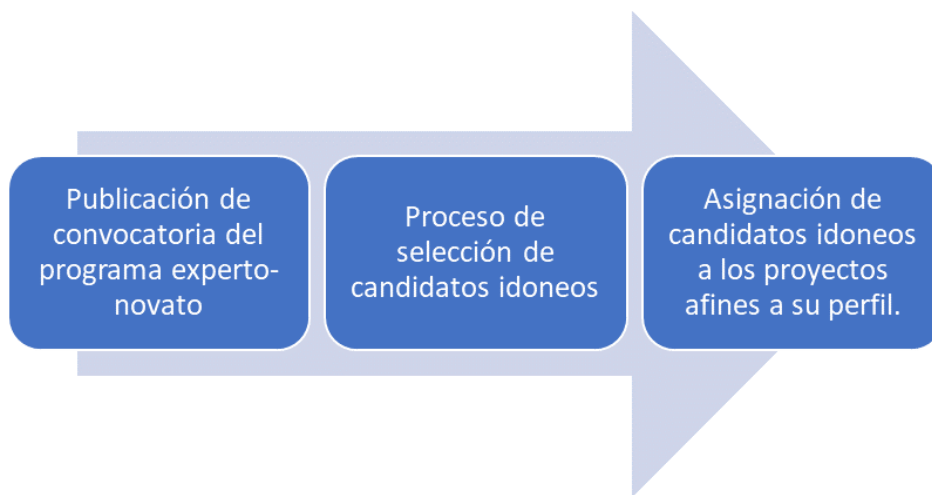 Publicación de
convocatoria del
programa experto-
novato
Proceso de
selección de
candidatos idoneos
Asignación de
candidatos idoneos
a los proyectos
afines a su perfil.